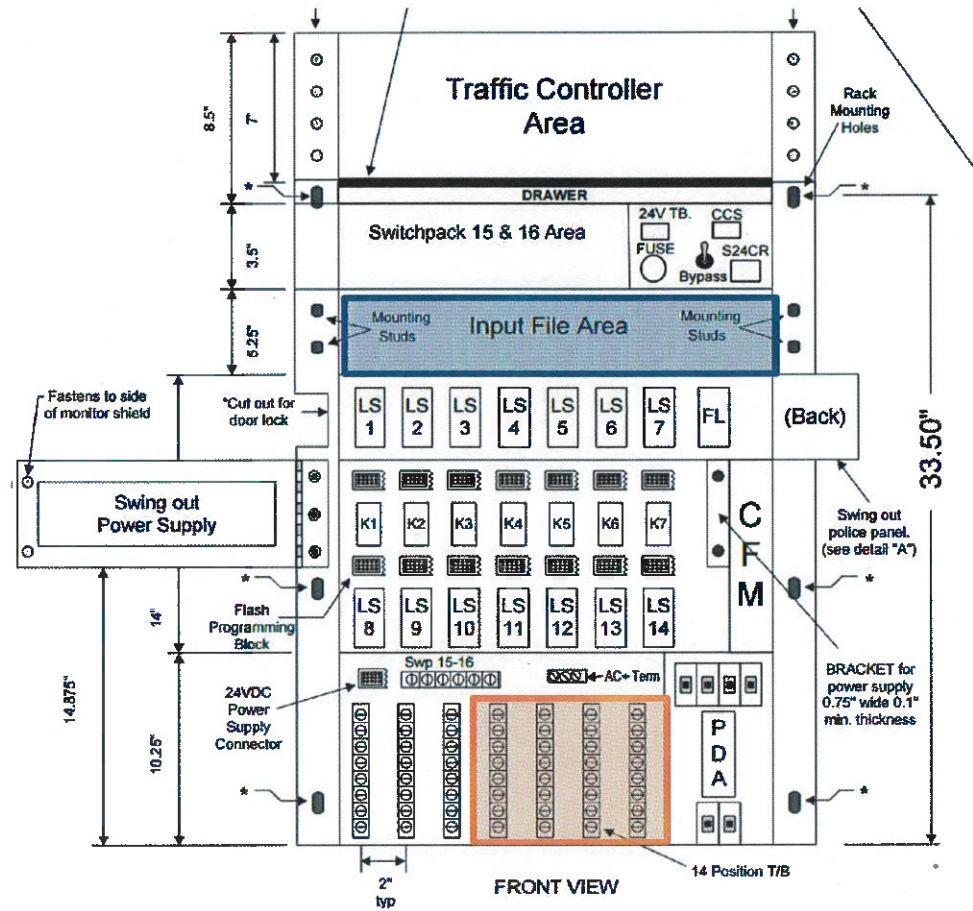 Traffic Controller
Area
Rack
Mounting
Holes
8.5"
7"
*
*
DRAWER
Switchpack 15 & 16 Area
24V TB.
CCS
FUSE
S24CR
Bypass
3.5"
5.25"
Mounting
Studs
Input File Area
Mounting
Studs
Fastens to side
of monitor shield
*Cut out for
door lock
LS
1
LS
2
LS
3
LS
4
LS
5
LS
6
LS
7
FL
(Back)
33.50"
Swing out
Power Supply
K1
K2
K3
K4
K5
K6
K7
C
F
M
Swing out
police panel.
(see detail "A")
*
*
14"
Flash
Programming
Block
LS
8
LS
9
LS
10
LS
11
LS
12
LS
13
LS
14
BRACKET for
power supply
0.75" wide 0.1"
min. thickness
14.875"
10.25"
24VDC
Power
Supply
Connector
Swp 15-16
AC+ Term
P
D
A
*
*
2"
typ
FRONT VIEW
14 Position T/B